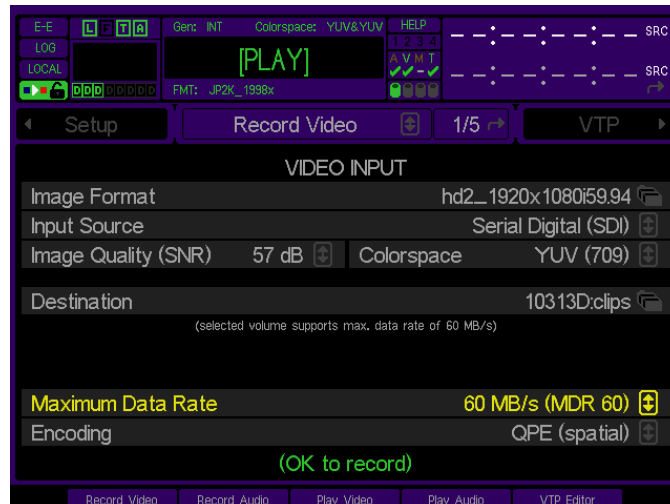 E-E L F T A Gen: INT Colorspace: YUV&YUV HELP
1 2 3 4
LOG
[PLAY]
A V M T
LOCAL
SRC
SRC
DDDDDDDD FMT: JP2K_1998x
Setup Record Video 1/5 VTP
VIDEO INPUT
Image Format hd2_1920x1080i59.94
Input Source Serial Digital (SDI)
Image Quality (SNR) 57 dB Colorspace YUV (709)
Destination 10313D:clips
(selected volume supports max. data rate of 60 MB/s)
Maximum Data Rate 60 MB/s (MDR 60)
Encoding QPE (spatial)
(OK to record)
Record Video Record Audio Play Video Play Audio VTP Editor